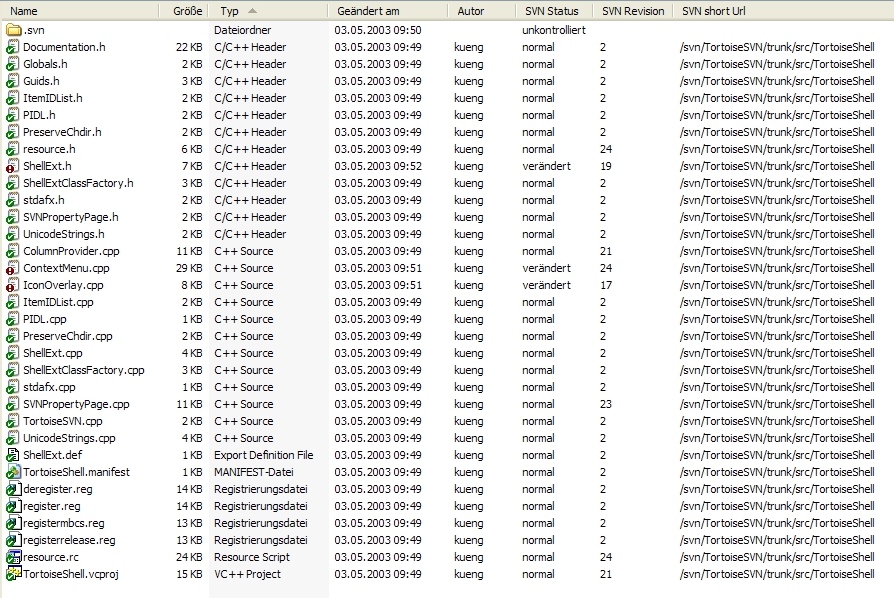 Name Größe Typ Geändert am Autor SVN Status SVN Revision SVN short Url
.svn Dateiordner 03.05.2003 09:50 unkontrolliert
Documentation.h 22 KB C/C++ Header 03.05.2003 09:49 kueng normal 2 /svn/TortoiseSVN/trunk/src/TortoiseShell
Globals.h 2 KB C/C++ Header 03.05.2003 09:49 kueng normal 2 /svn/TortoiseSVN/trunk/src/TortoiseShell
Guids.h 3 KB C/C++ Header 03.05.2003 09:49 kueng normal 2 /svn/TortoiseSVN/trunk/src/TortoiseShell
ItemIDList.h 2 KB C/C++ Header 03.05.2003 09:49 kueng normal 2 /svn/TortoiseSVN/trunk/src/TortoiseShell
PIDL.h 2 KB C/C++ Header 03.05.2003 09:49 kueng normal 2 /svn/TortoiseSVN/trunk/src/TortoiseShell
PreserveChdir.h 2 KB C/C++ Header 03.05.2003 09:49 kueng normal 2 /svn/TortoiseSVN/trunk/src/TortoiseShell
resource.h 6 KB C/C++ Header 03.05.2003 09:49 kueng normal 24 /svn/TortoiseSVN/trunk/src/TortoiseShell
ShellExt.h 7 KB C/C++ Header 03.05.2003 09:52 kueng verändert 19 /svn/TortoiseSVN/trunk/src/TortoiseShell
ShellExtClassFactory.h 3 KB C/C++ Header 03.05.2003 09:49 kueng normal 2 /svn/TortoiseSVN/trunk/src/TortoiseShell
stdafx.h 2 KB C/C++ Header 03.05.2003 09:49 kueng normal 2 /svn/TortoiseSVN/trunk/src/TortoiseShell
SVNPropertyPage.h 2 KB C/C++ Header 03.05.2003 09:49 kueng normal 2 /svn/TortoiseSVN/trunk/src/TortoiseShell
UnicodeStrings.h 2 KB C/C++ Header 03.05.2003 09:49 kueng normal 2 /svn/TortoiseSVN/trunk/src/TortoiseShell
ColumnProvider.cpp 11 KB C++ Source 03.05.2003 09:49 kueng normal 21 /svn/TortoiseSVN/trunk/src/TortoiseShell
ContextMenu.cpp 29 KB C++ Source 03.05.2003 09:51 kueng verändert 24 /svn/TortoiseSVN/trunk/src/TortoiseShell
IconOverlay.cpp 8 KB C++ Source 03.05.2003 09:51 kueng verändert 17 /svn/TortoiseSVN/trunk/src/TortoiseShell
ItemIDList.cpp 2 KB C++ Source 03.05.2003 09:49 kueng normal 2 /svn/TortoiseSVN/trunk/src/TortoiseShell
PIDL.cpp 1 KB C++ Source 03.05.2003 09:49 kueng normal 2 /svn/TortoiseSVN/trunk/src/TortoiseShell
PreserveChdir.cpp 2 KB C++ Source 03.05.2003 09:49 kueng normal 2 /svn/TortoiseSVN/trunk/src/TortoiseShell
ShellExt.cpp 4 KB C++ Source 03.05.2003 09:49 kueng normal 2 /svn/TortoiseSVN/trunk/src/TortoiseShell
ShellExtClassFactory.cpp 3 KB C++ Source 03.05.2003 09:49 kueng normal 2 /svn/TortoiseSVN/trunk/src/TortoiseShell
stdafx.cpp 1 KB C++ Source 03.05.2003 09:49 kueng normal 2 /svn/TortoiseSVN/trunk/src/TortoiseShell
SVNPropertyPage.cpp 11 KB C++ Source 03.05.2003 09:49 kueng normal 23 /svn/TortoiseSVN/trunk/src/TortoiseShell
TortoiseSVN.cpp 2 KB C++ Source 03.05.2003 09:49 kueng normal 2 /svn/TortoiseSVN/trunk/src/TortoiseShell
UnicodeStrings.cpp 4 KB C++ Source 03.05.2003 09:49 kueng normal 2 /svn/TortoiseSVN/trunk/src/TortoiseShell
ShellExt.def 1 KB Export Definition File 03.05.2003 09:49 kueng normal 2 /svn/TortoiseSVN/trunk/src/TortoiseShell
TortoiseShell.manifest 1 KB MANIFEST-Datei 03.05.2003 09:49 kueng normal 2 /svn/TortoiseSVN/trunk/src/TortoiseShell
deregister.reg 14 KB Registrierungsdatei 03.05.2003 09:49 kueng normal 2 /svn/TortoiseSVN/trunk/src/TortoiseShell
register.reg 14 KB Registrierungsdatei 03.05.2003 09:49 kueng normal 2 /svn/TortoiseSVN/trunk/src/TortoiseShell
registermbcs.reg 13 KB Registrierungsdatei 03.05.2003 09:49 kueng normal 2 /svn/TortoiseSVN/trunk/src/TortoiseShell
registerrelease.reg 13 KB Registrierungsdatei 03.05.2003 09:49 kueng normal 2 /svn/TortoiseSVN/trunk/src/TortoiseShell
resource.rc 24 KB Resource Script 03.05.2003 09:49 kueng normal 24 /svn/TortoiseSVN/trunk/src/TortoiseShell
TortoiseShell.vcproj 15 KB VC++ Project 03.05.2003 09:49 kueng normal 21 /svn/TortoiseSVN/trunk/src/TortoiseShell